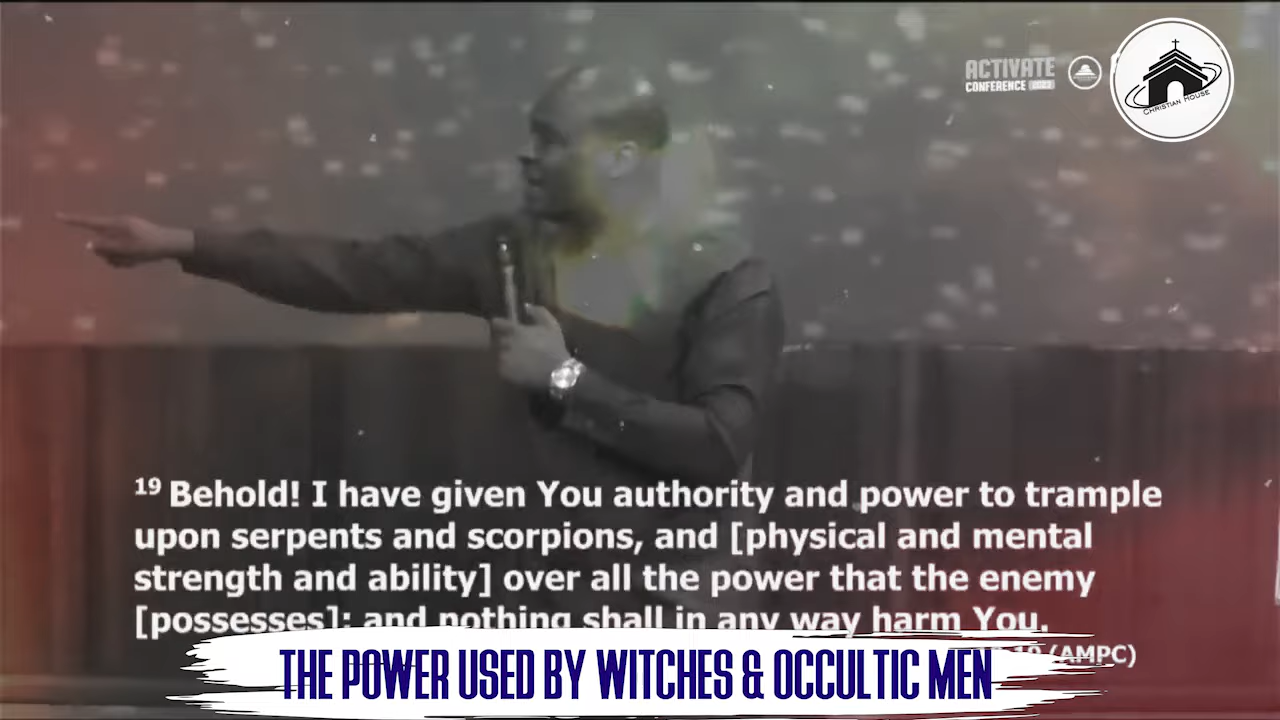 ACTIVATE
CONFERENCE 2023
CHRISTIAN HOUSE
19 Behold! I have given You authority and power to trample
upon serpents and scorpions, and [physical and mental
strength and ability] over all the power that the enemy
[possesses]; and nothing shall in any way harm You.
(AMPC)
THE POWER USED BY WITCHES & OCCULTIC MEN